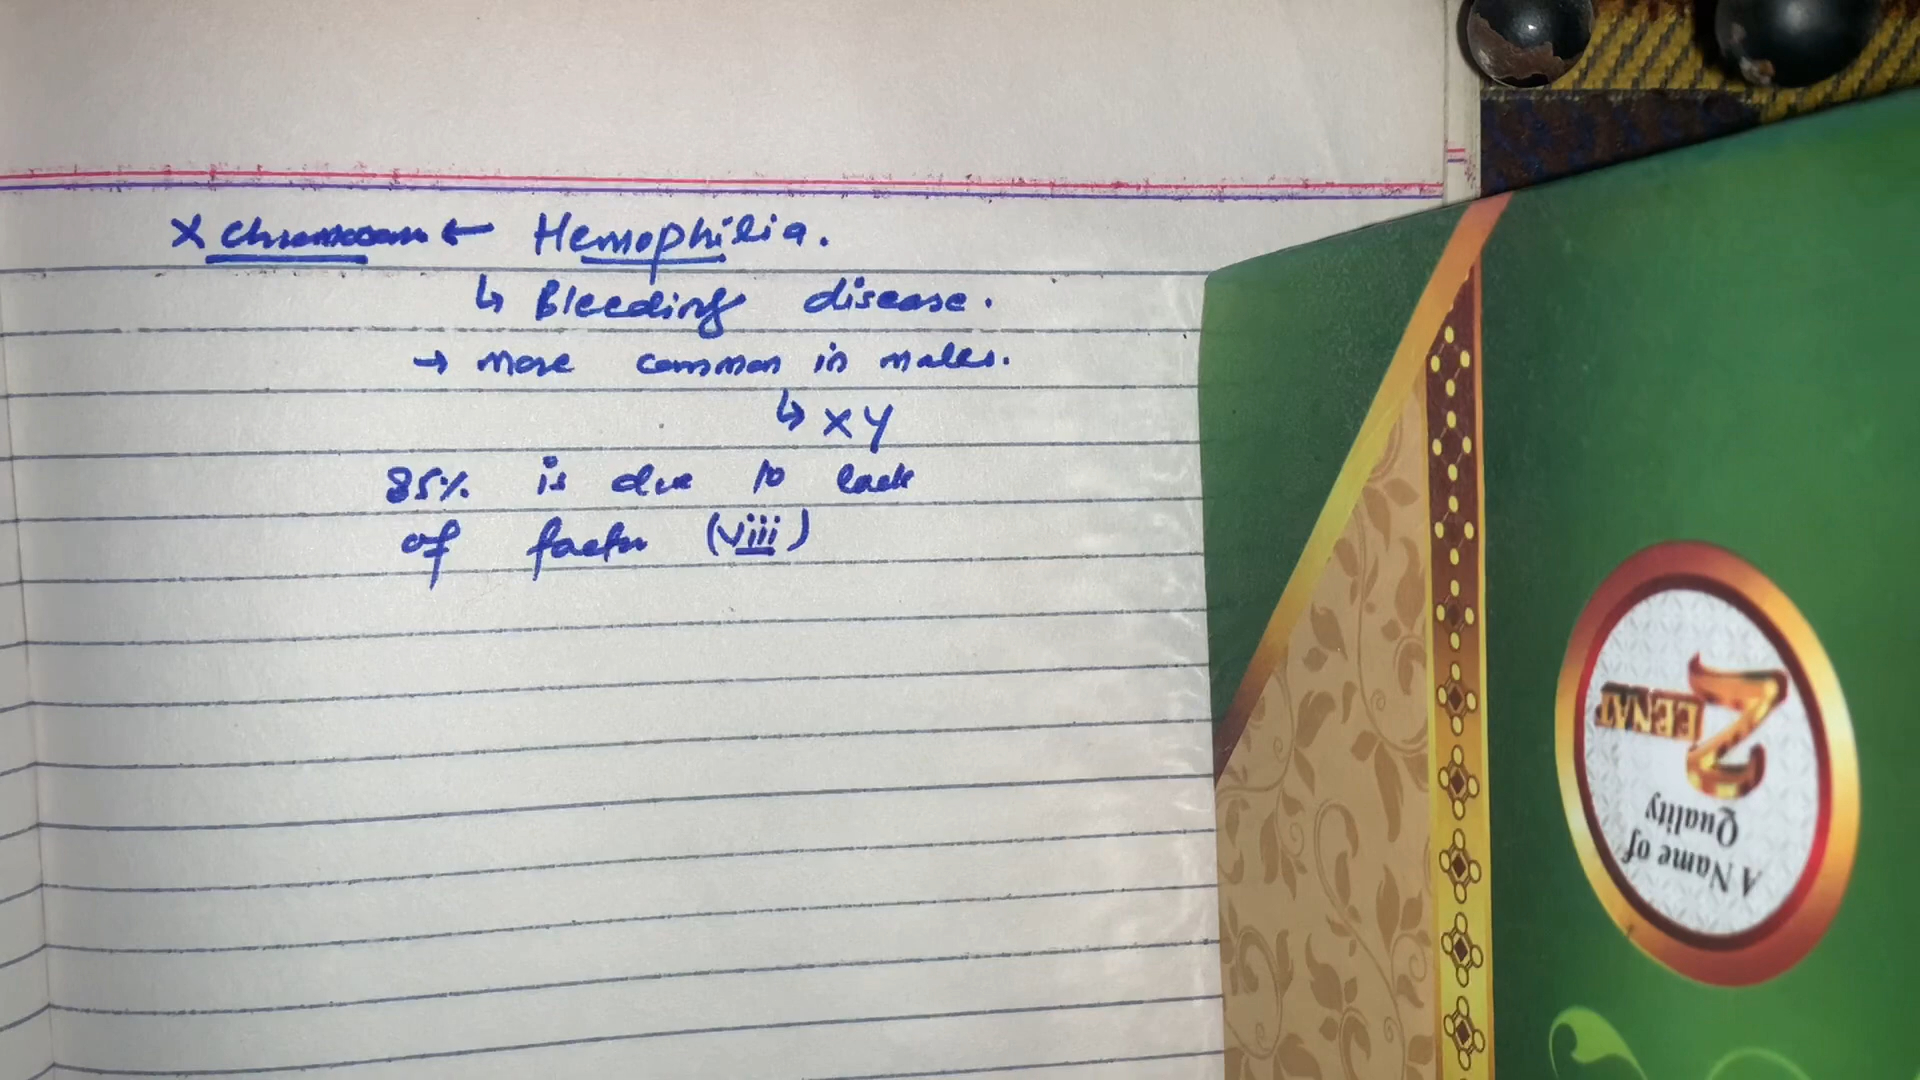 X chromosom ← Hemophilia.
↳ Bleeding disease.
→ more common in males.
↳ XY
85% is due to lack
of factor (viii)
ZEENAT
A Name of
Quality